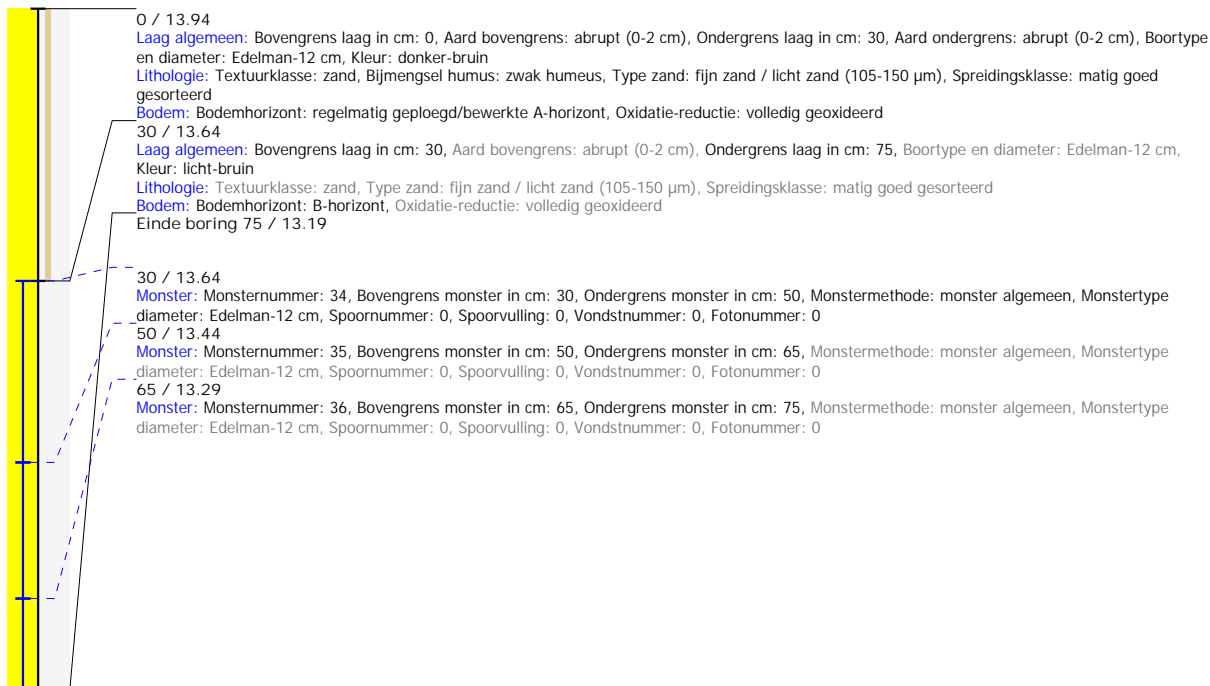 0 / 13.94
Laag algemeen: Bovengrens laag in cm: 0, Aard bovengrens: abrupt (0-2 cm), Ondergrens laag in cm: 30, Aard ondergrens: abrupt (0-2 cm), Boortype
en diameter: Edelman-12 cm, Kleur: donker-bruin
Lithologie: Textuurklasse: zand, Bijmengsel humus: zwak humeus, Type zand: fijn zand / licht zand (105-150 µm), Spreidingsklasse: matig goed
gesorteerd
Bodem: Bodemhorizont: regelmatig geploegd/bewerkte A-horizont, Oxidatie-reductie: volledig geoxideerd
30 / 13.64
Laag algemeen: Bovengrens laag in cm: 30, Aard bovengrens: abrupt (0-2 cm), Ondergrens laag in cm: 75, Boortype en diameter: Edelman-12 cm,
Kleur: licht-bruin
Lithologie: Textuurklasse: zand, Type zand: fijn zand / licht zand (105-150 µm), Spreidingsklasse: matig goed gesorteerd
Bodem: Bodemhorizont: B-horizont, Oxidatie-reductie: volledig geoxideerd
Einde boring 75 / 13.19
30 / 13.64
Monster: Monsternummer: 34, Bovengrens monster in cm: 30, Ondergrens monster in cm: 50, Monstermethode: monster algemeen, Monstertype
diameter: Edelman-12 cm, Spoornummer: 0, Spoorvulling: 0, Vondstnummer: 0, Fotonummer: 0
50 / 13.44
Monster: Monsternummer: 35, Bovengrens monster in cm: 50, Ondergrens monster in cm: 65, Monstermethode: monster algemeen, Monstertype
diameter: Edelman-12 cm, Spoornummer: 0, Spoorvulling: 0, Vondstnummer: 0, Fotonummer: 0
65 / 13.29
Monster: Monsternummer: 36, Bovengrens monster in cm: 65, Ondergrens monster in cm: 75, Monstermethode: monster algemeen, Monstertype
diameter: Edelman-12 cm, Spoornummer: 0, Spoorvulling: 0, Vondstnummer: 0, Fotonummer: 0